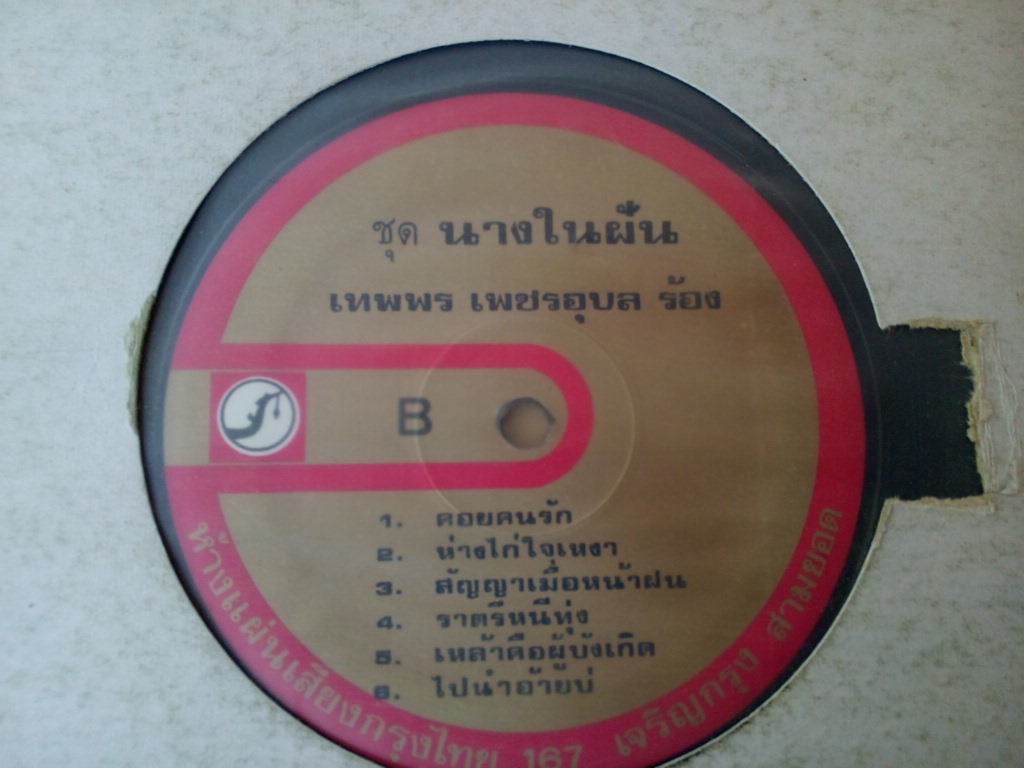 ชุด นางในฝัน
เทพพร เพชรอุบล ร้อง
B
1. คอยคนรัก
2. ห่างไก่ใจเหงา
3. สัญญาเมื่อหน้าฝน
4. ราตรีหนีทุ่ง
5. เหล้าคือผู้บังเกิด
6. ไปนำอ้ายบ่
ห้างแผ่นเสียงกรุงไทย 167 เจริญกรุง สามยอด